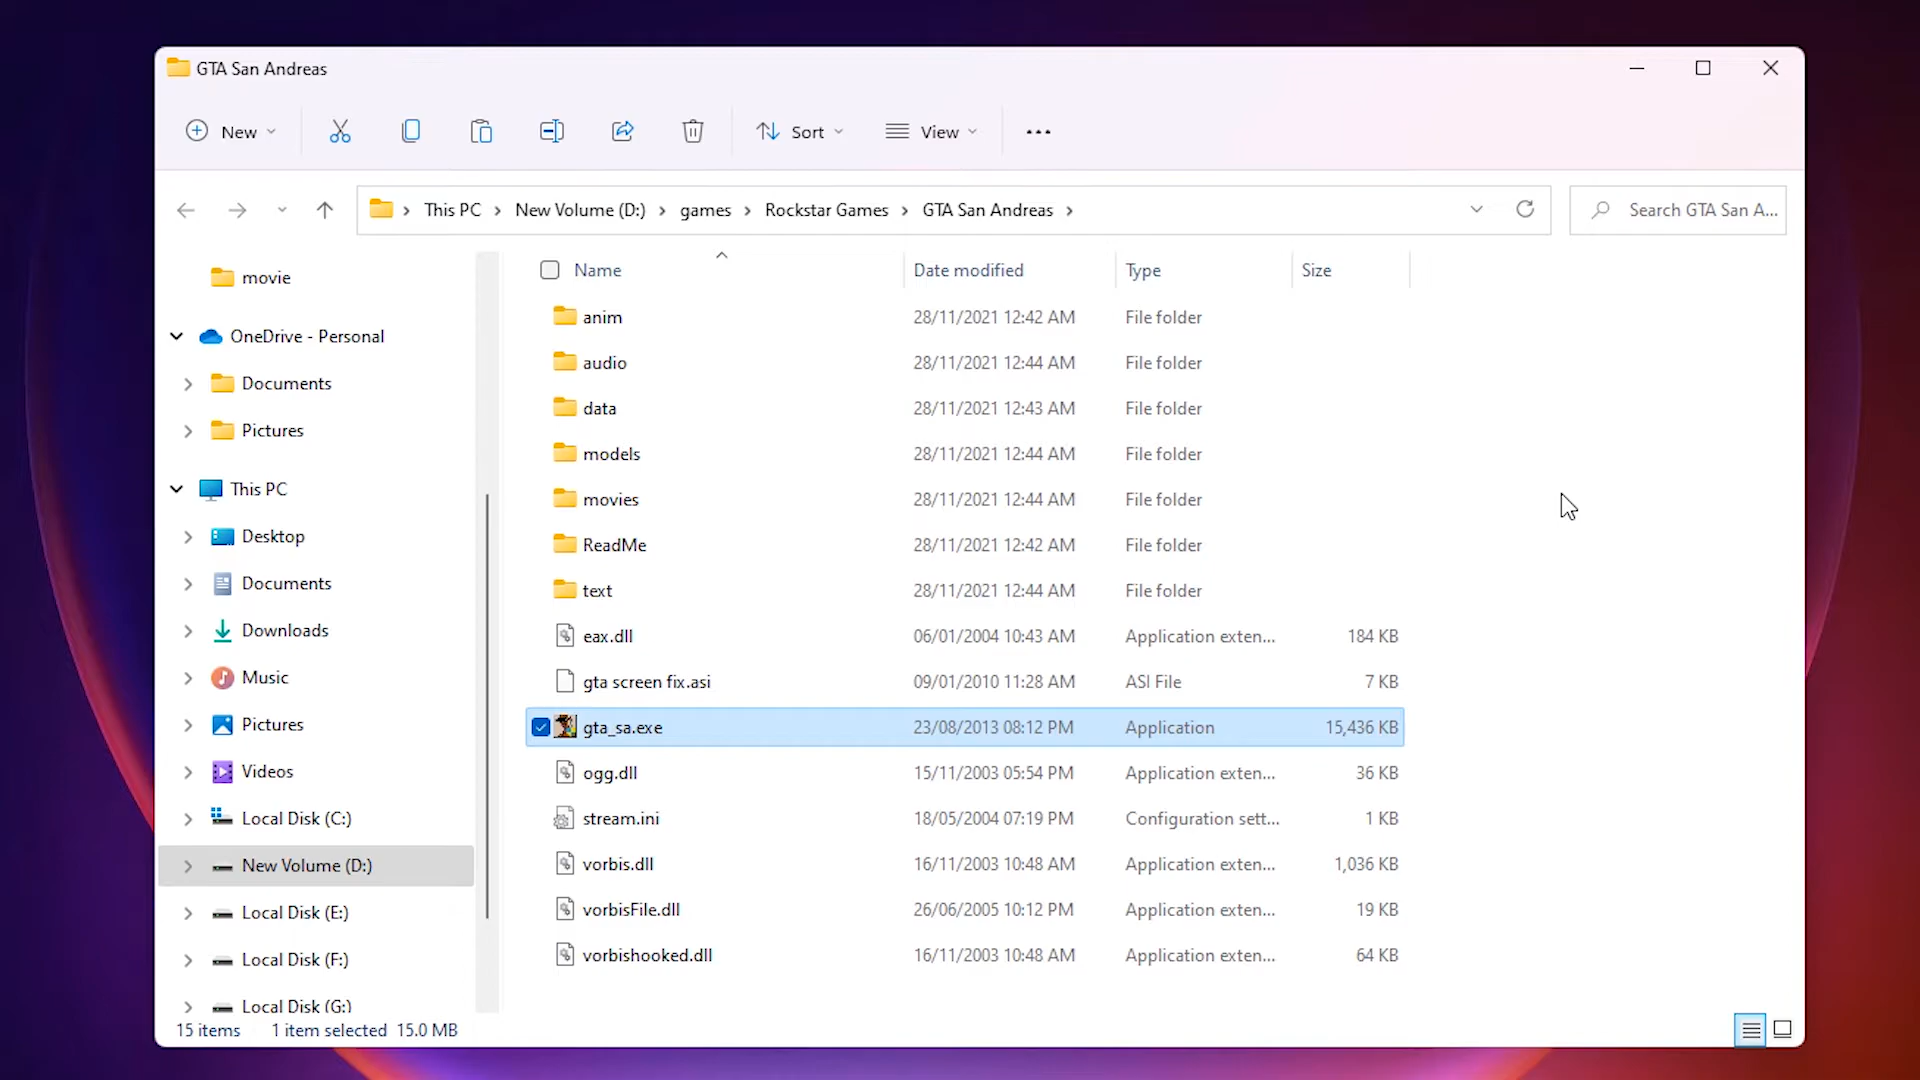 GTA San Andreas
New
Sort
View
This PC > New Volume (D:) > games > Rockstar Games > GTA San Andreas >
Search GTA San A...
movie
OneDrive - Personal
Documents
Pictures
This PC
Desktop
Documents
Downloads
Music
Pictures
Videos
Local Disk (C:)
New Volume (D:)
Local Disk (E:)
Local Disk (F:)
Local Disk (G:)
Name Date modified Type Size
anim 28/11/2021 12:42 AM File folder
audio 28/11/2021 12:44 AM File folder
data 28/11/2021 12:43 AM File folder
models 28/11/2021 12:44 AM File folder
movies 28/11/2021 12:44 AM File folder
ReadMe 28/11/2021 12:42 AM File folder
text 28/11/2021 12:44 AM File folder
eax.dll 06/01/2004 10:43 AM Application exten... 184 KB
gta screen fix.asi 09/01/2010 11:28 AM ASI File 7 KB
gta_sa.exe 23/08/2013 08:12 PM Application 15,436 KB
ogg.dll 15/11/2003 05:54 PM Application exten... 36 KB
stream.ini 18/05/2004 07:19 PM Configuration sett... 1 KB
vorbis.dll 16/11/2003 10:48 AM Application exten... 1,036 KB
vorbisFile.dll 26/06/2005 10:12 PM Application exten... 19 KB
vorbishooked.dll 16/11/2003 10:48 AM Application exten... 64 KB
15 items 1 item selected 15.0 MB